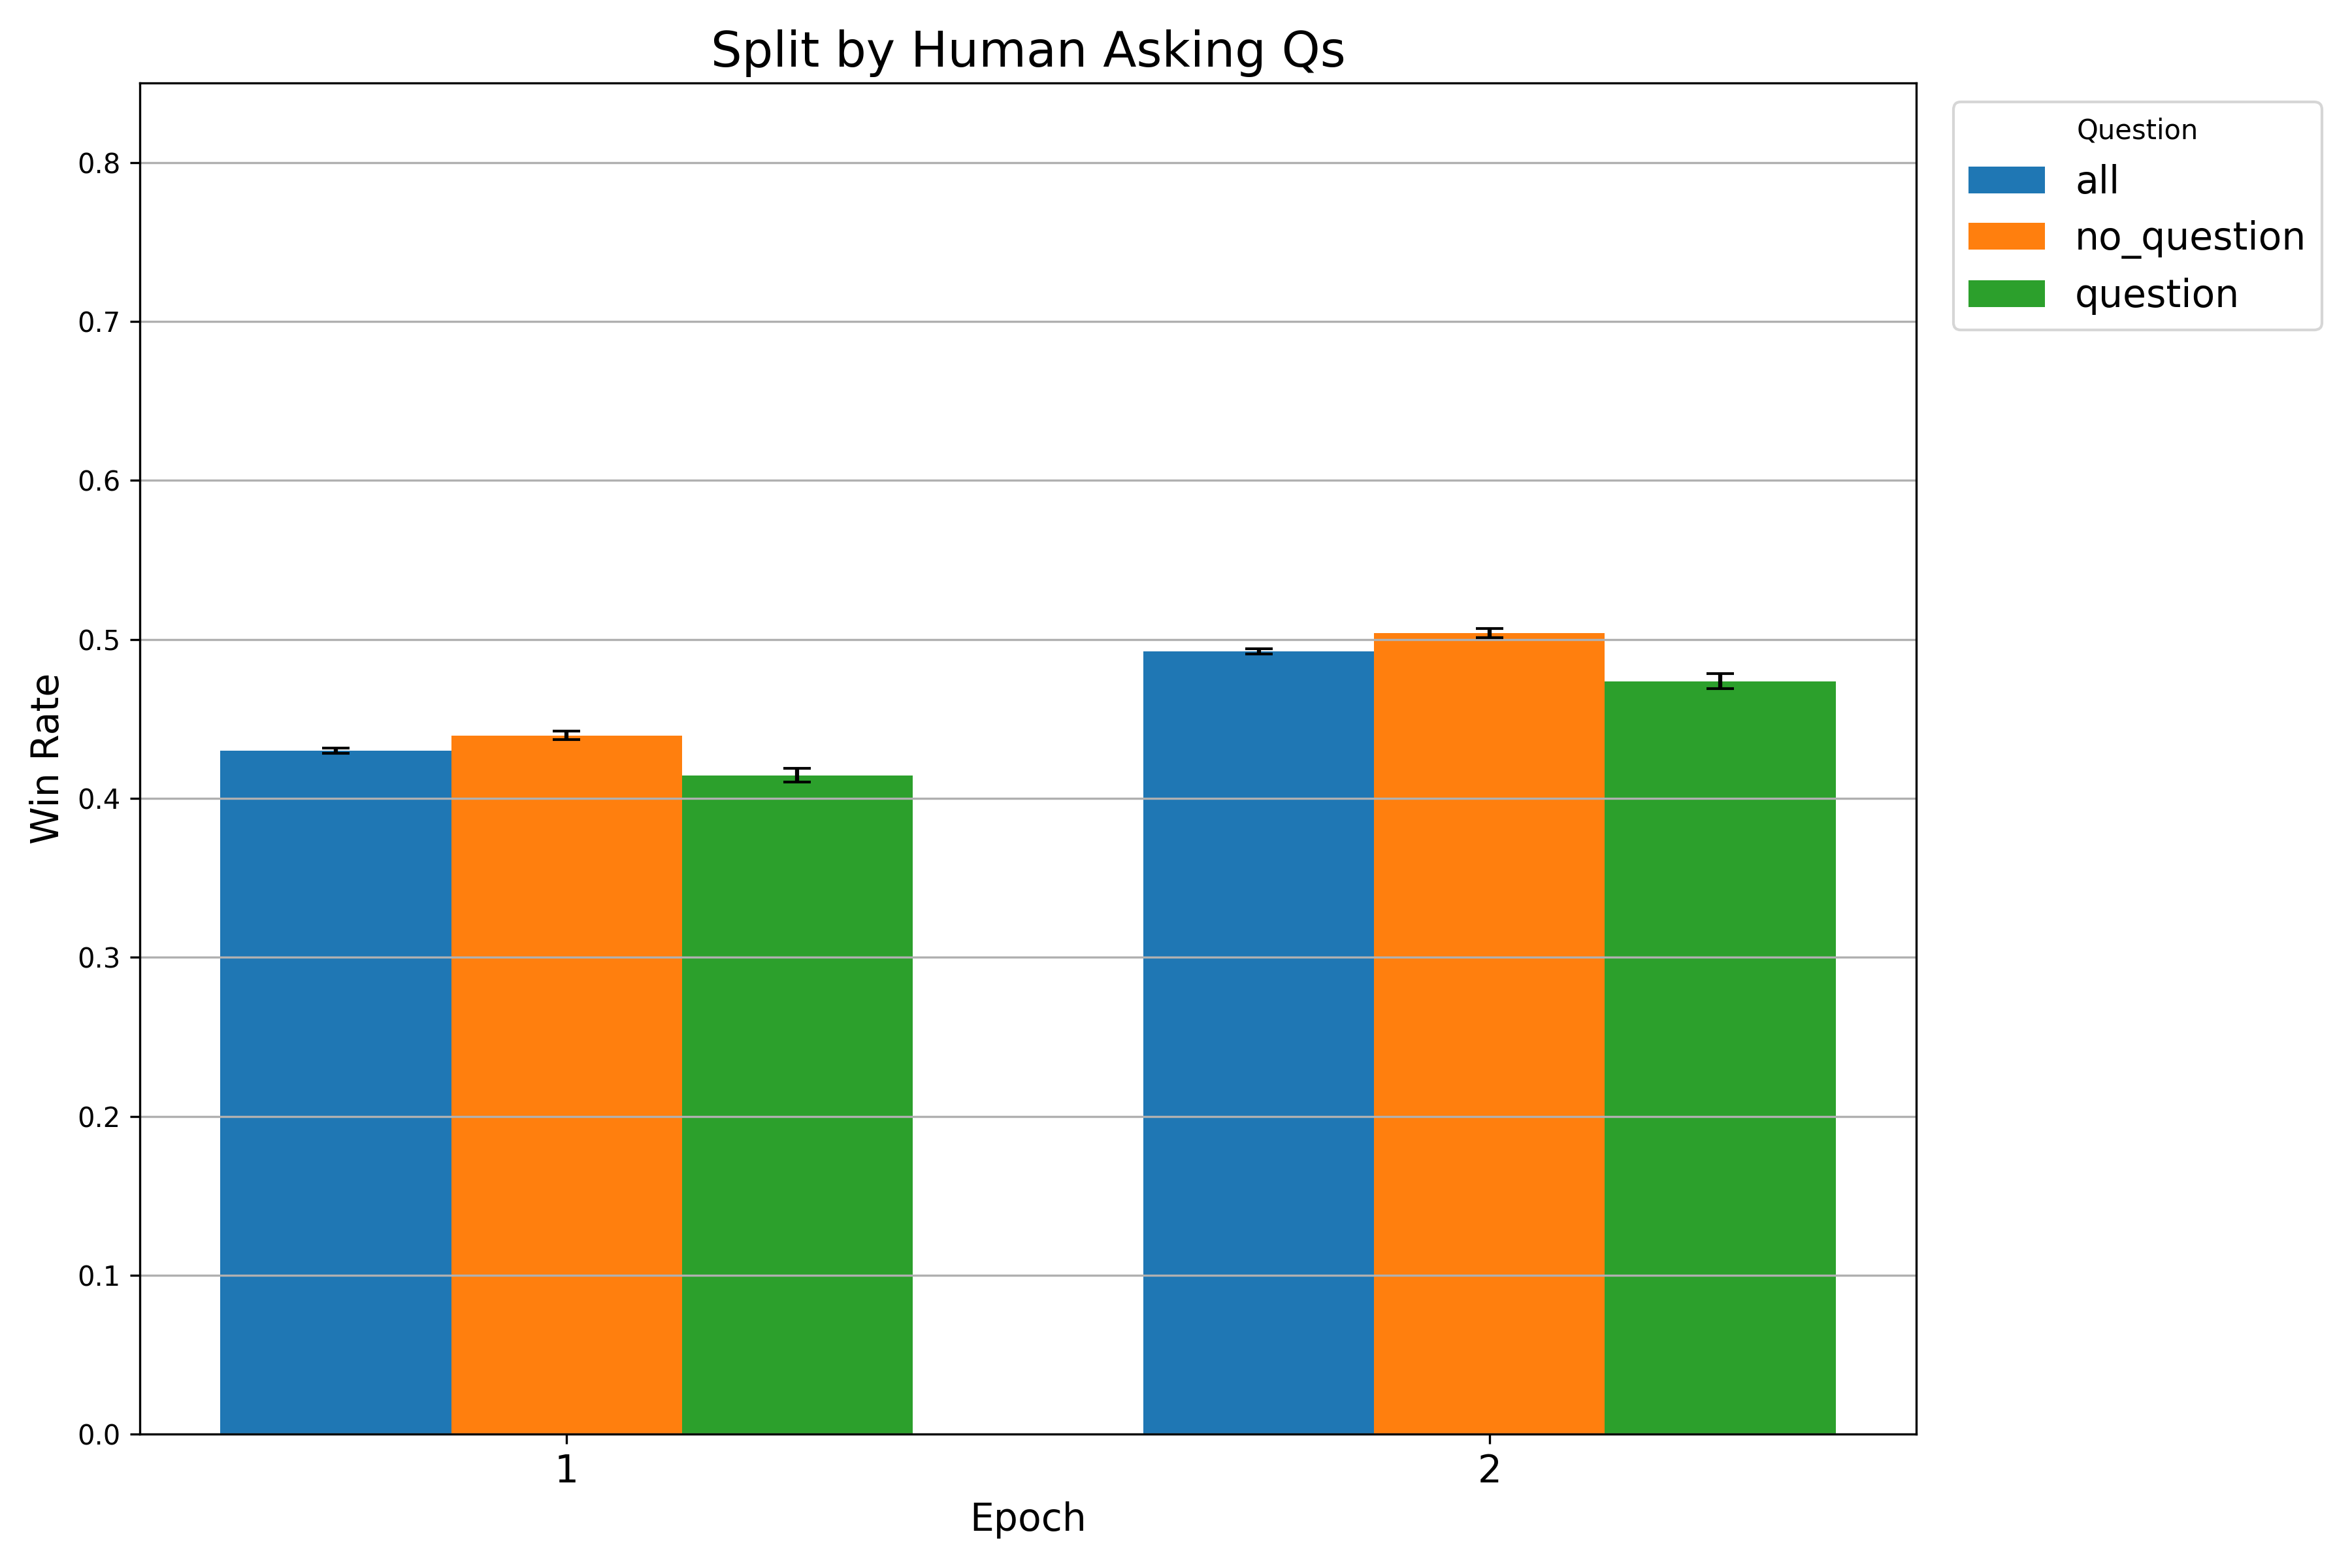 Split by Human Asking Qs
Question
all
no_question
question
0.8
0.7
0.6
0.5
0.4
0.3
0.2
0.1
0.0
Win Rate
1
2
Epoch